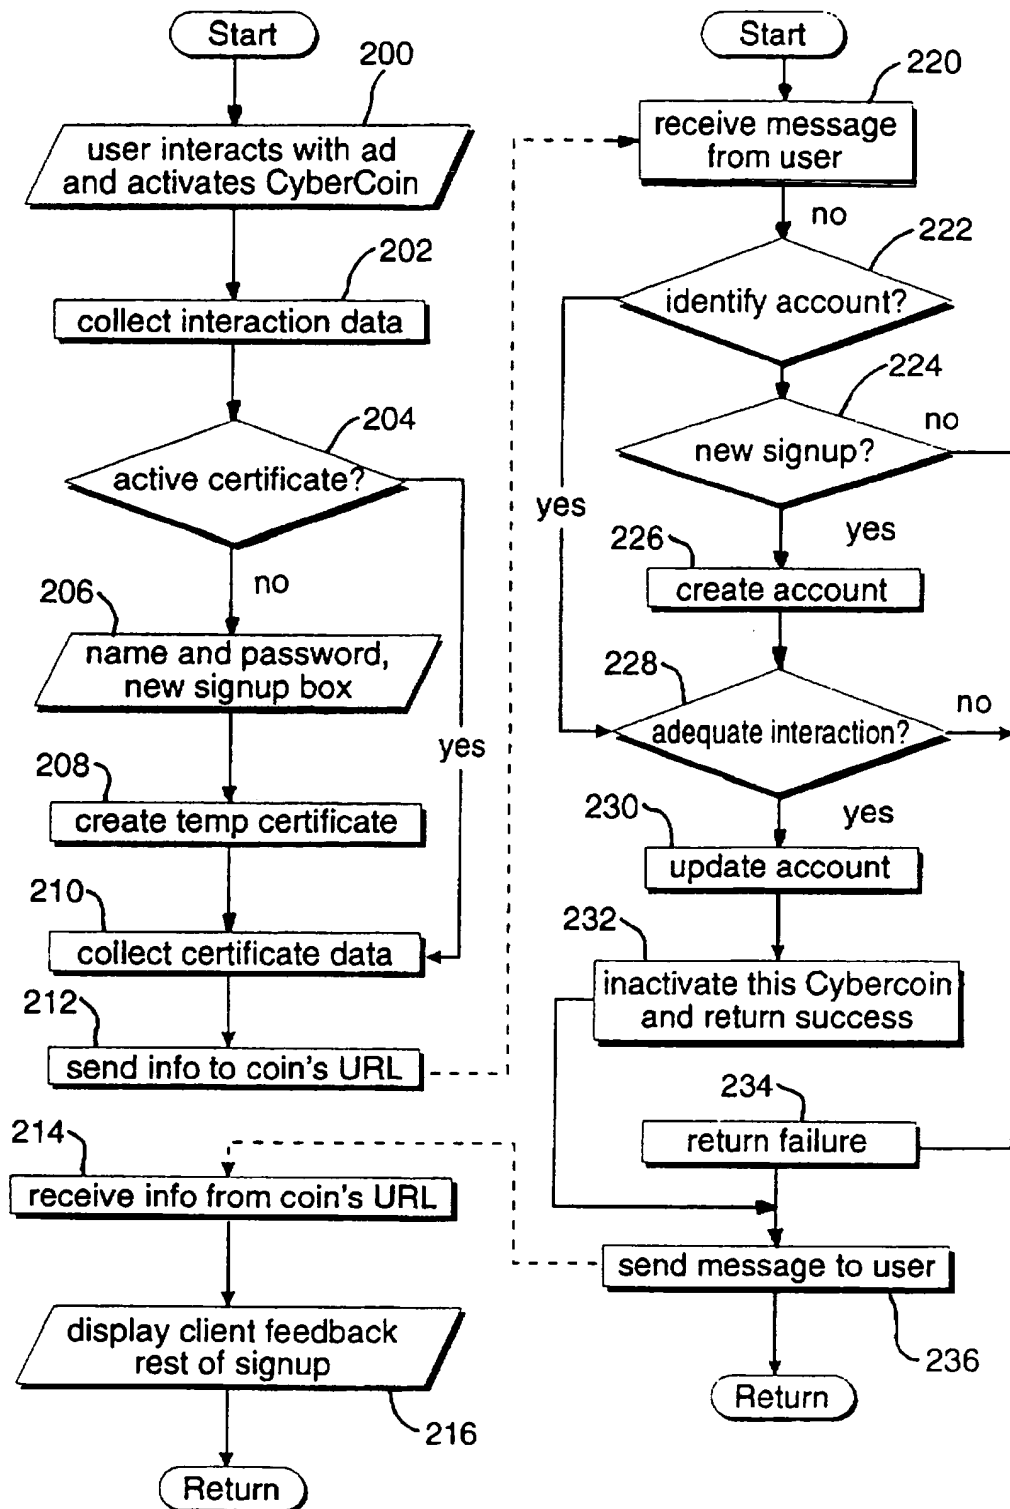 Start
200
user interacts with ad
and activates CyberCoin
202
collect interaction data
204
active certificate?
no
yes
206
name and password,
new signup box
208
create temp certificate
210
collect certificate data
212
send info to coin's URL
214
receive info from coin's URL
display client feedback
rest of signup
216
Return
Start
220
receive message
from user
no
222
identify account?
224
no
new signup?
yes
yes
226
create account
228
no
adequate interaction?
yes
230
update account
232
inactivate this Cybercoin
and return success
234
return failure
send message to user
236
Return